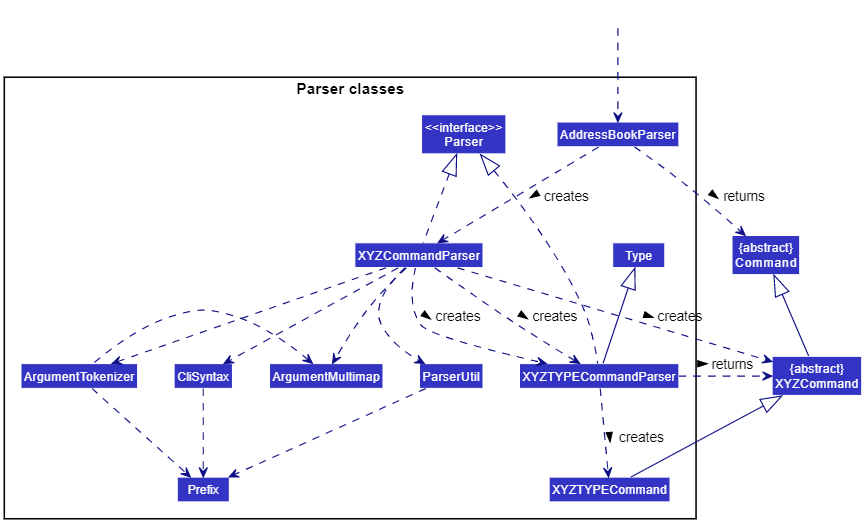 Parser classes
<<interface>>
Parser
AddressBookParser
creates
returns
{abstract}
Command
XYZCommandParser
Type
creates
creates
creates
ArgumentTokenizer
CliSyntax
ArgumentMultimap
ParserUtil
XYZTYPECommandParser
returns
{abstract}
XYZCommand
creates
Prefix
XYZTYPECommand